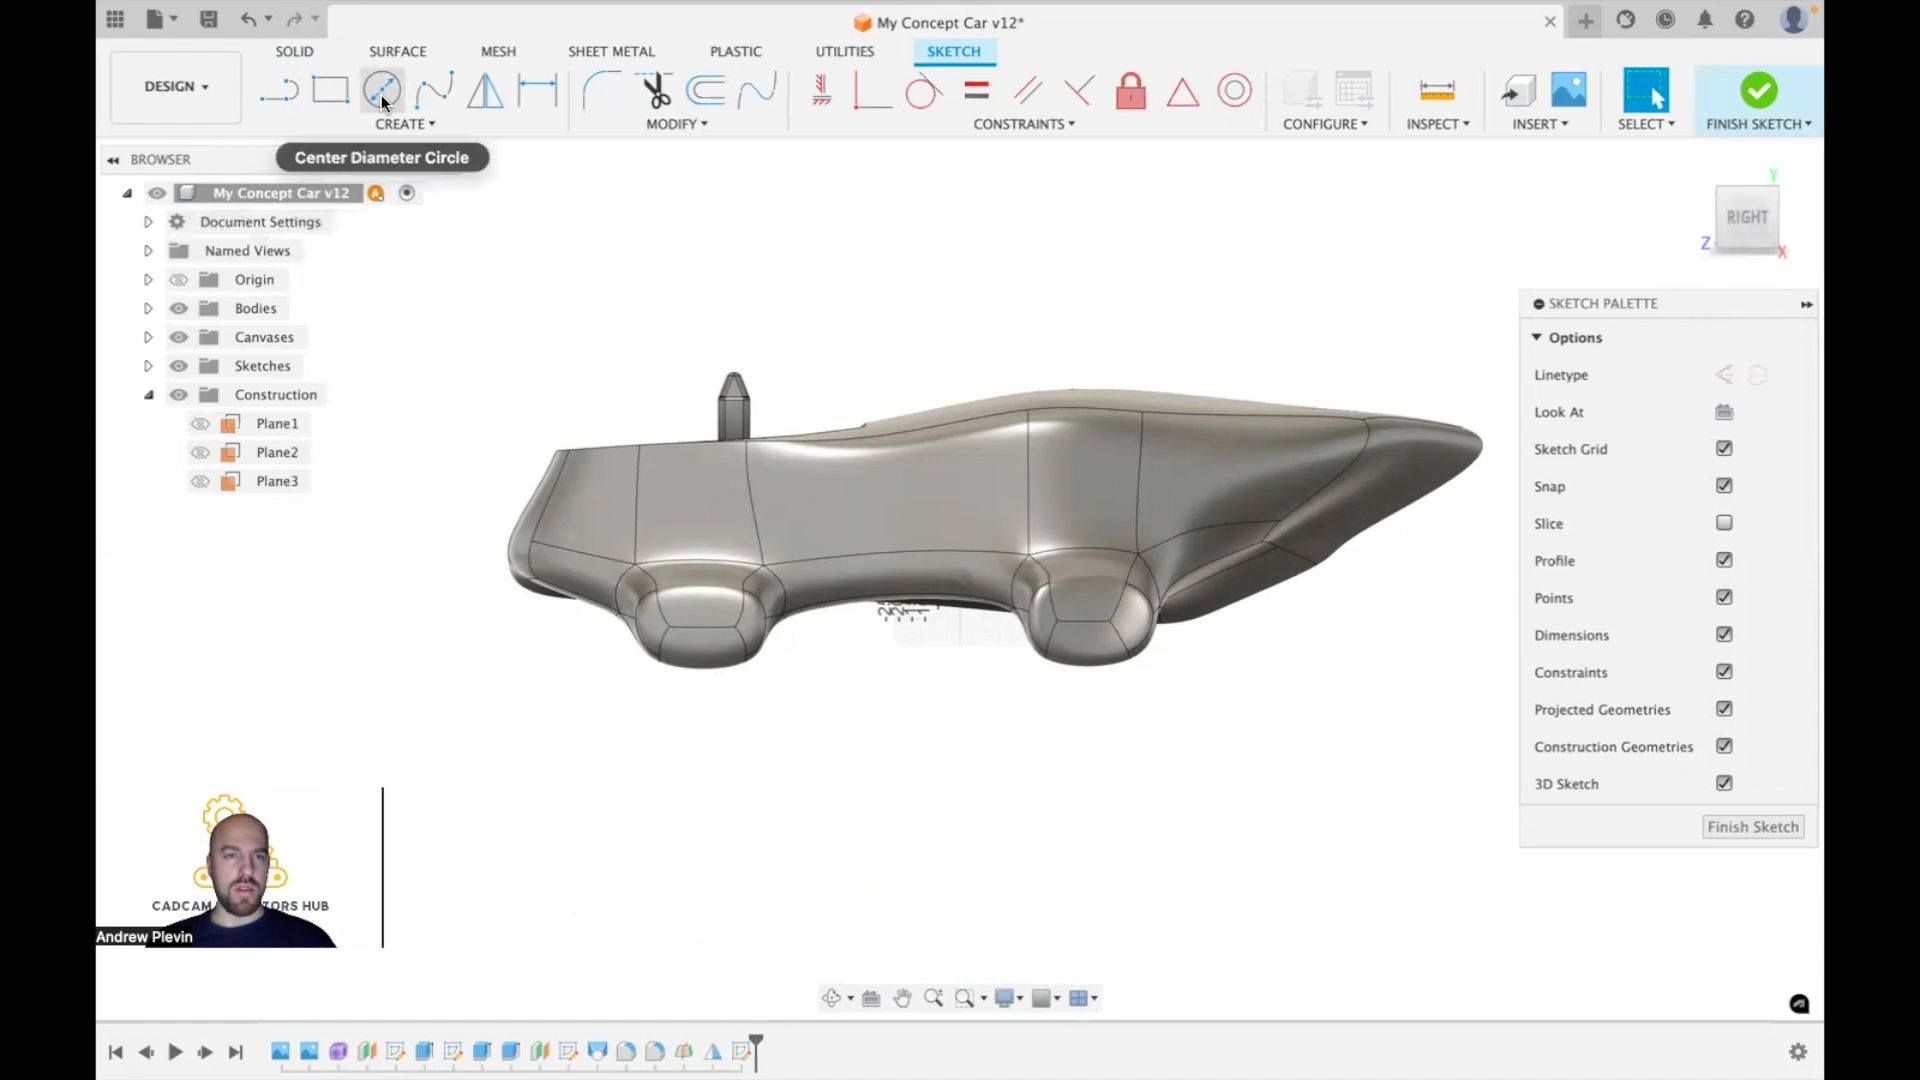 My Concept Car v12*
DESIGN
SOLID
SURFACE
MESH
SHEET METAL
PLASTIC
UTILITIES
SKETCH
CREATE
MODIFY
CONSTRAINTS
CONFIGURE
INSPECT
INSERT
SELECT
FINISH SKETCH
BROWSER
Center Diameter Circle
My Concept Car v12
Document Settings
Named Views
Origin
Bodies
Canvases
Sketches
Construction
Plane1
Plane2
Plane3
Y
RIGHT
Z
X
SKETCH PALETTE
Options
Linetype
Look At
Sketch Grid
Snap
Slice
Profile
Points
Dimensions
Constraints
Projected Geometries
Construction Geometries
3D Sketch
Finish Sketch
HUB
Andrew Plevin